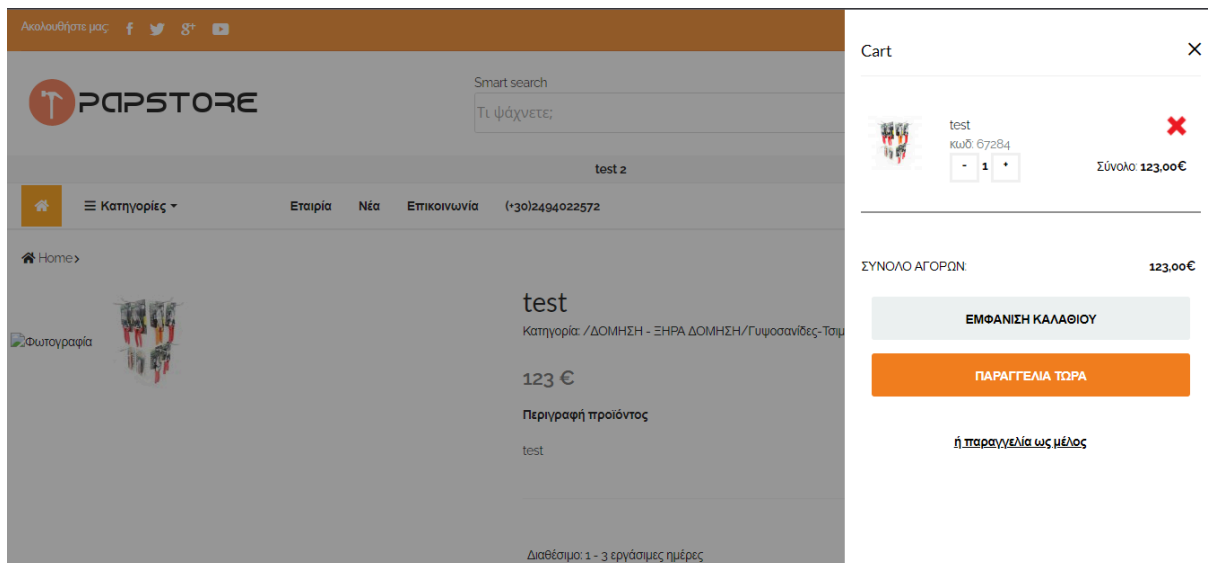 Ακολουθήστε μας:
PAPSTORE
Smart search
Τι ψάχνετε;
test 2
Κατηγορίες
Εταιρία
Νέα
Επικοινωνία
(+30)2494022572
Home
Φωτογραφία
test
Κατηγορία: /ΔΟΜΗΣΗ - ΞΗΡΑ ΔΟΜΗΣΗ/Γυψοσανίδες-Τσιμ
123 €
Περιγραφή προϊόντος
test
Διαθέσιμο: 1 - 3 εργάσιμες ημέρες
Cart
test
κωδ: 67284
- 1 +
Σύνολο: 123,00€
ΣΥΝΟΛΟ ΑΓΟΡΩΝ:
123,00€
ΕΜΦΑΝΙΣΗ ΚΑΛΑΘΙΟΥ
ΠΑΡΑΓΓΕΛΙΑ ΤΩΡΑ
ή παραγγελία ως μέλος